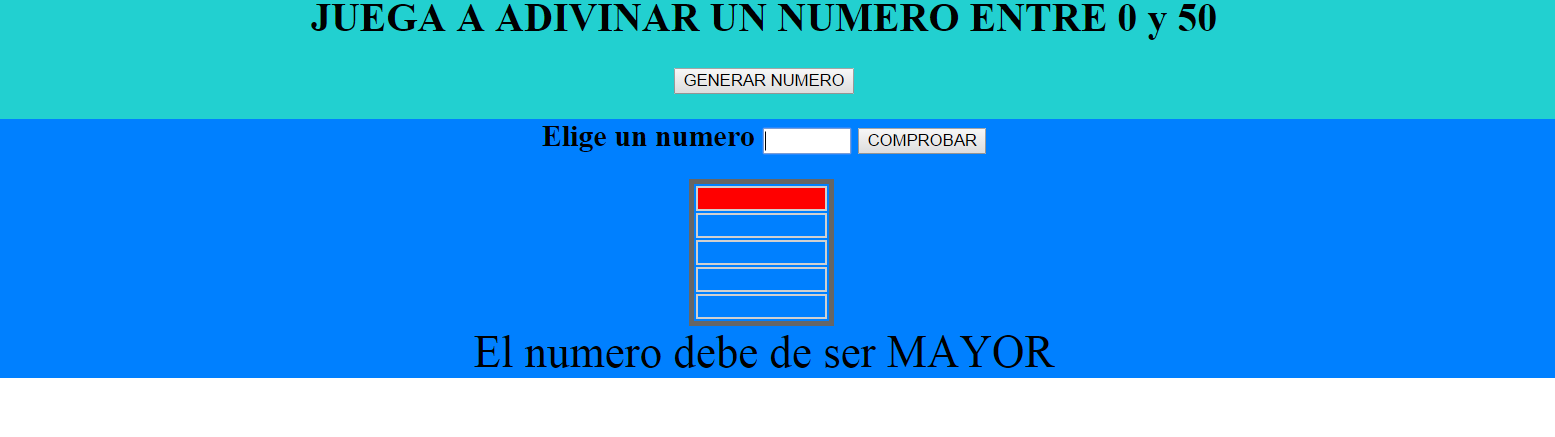 JUEGA A ADIVINAR UN NUMERO ENTRE 0 y 50
GENERAR NUMERO
Elige un numero COMPROBAR
El numero debe de ser MAYOR